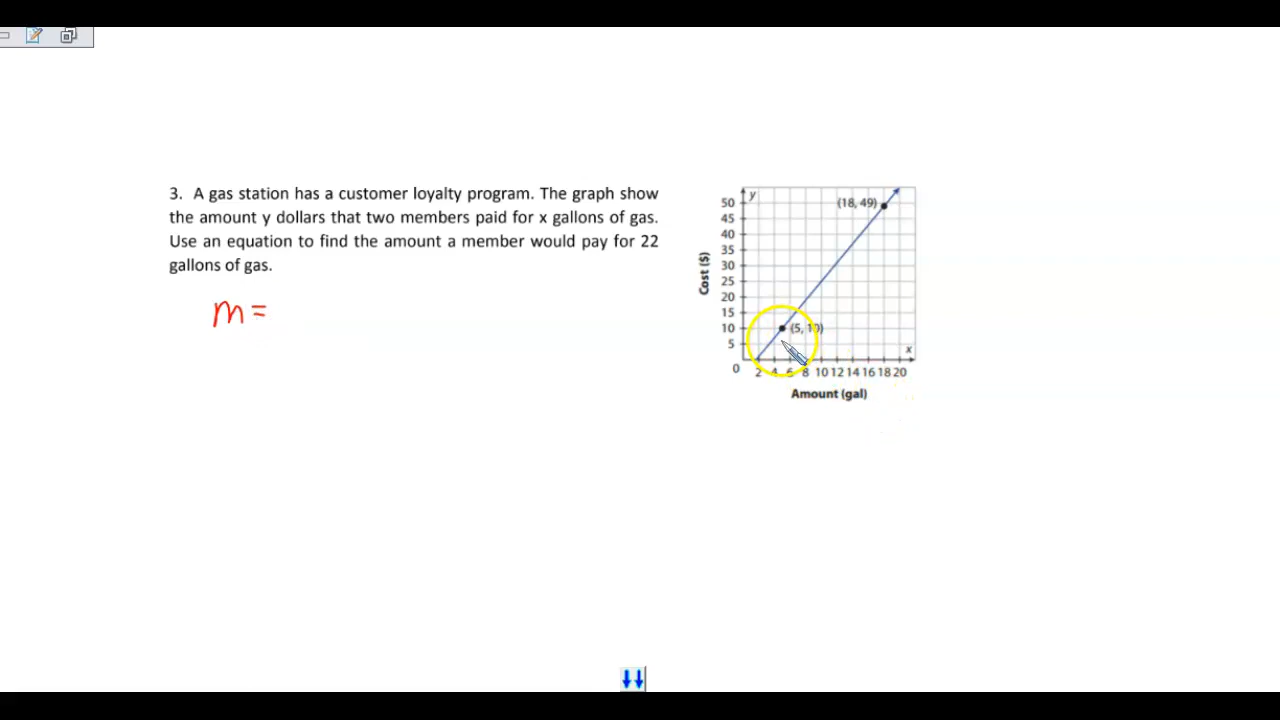 3. A gas station has a customer loyalty program. The graph show
the amount y dollars that two members paid for x gallons of gas.
Use an equation to find the amount a member would pay for 22
gallons of gas.
m =
y
50
45
40
35
30
25
20
15
10
5
0
Cost ($)
(18, 49)
(5, 10)
x
2 4 6 8 10 12 14 16 18 20
Amount (gal)